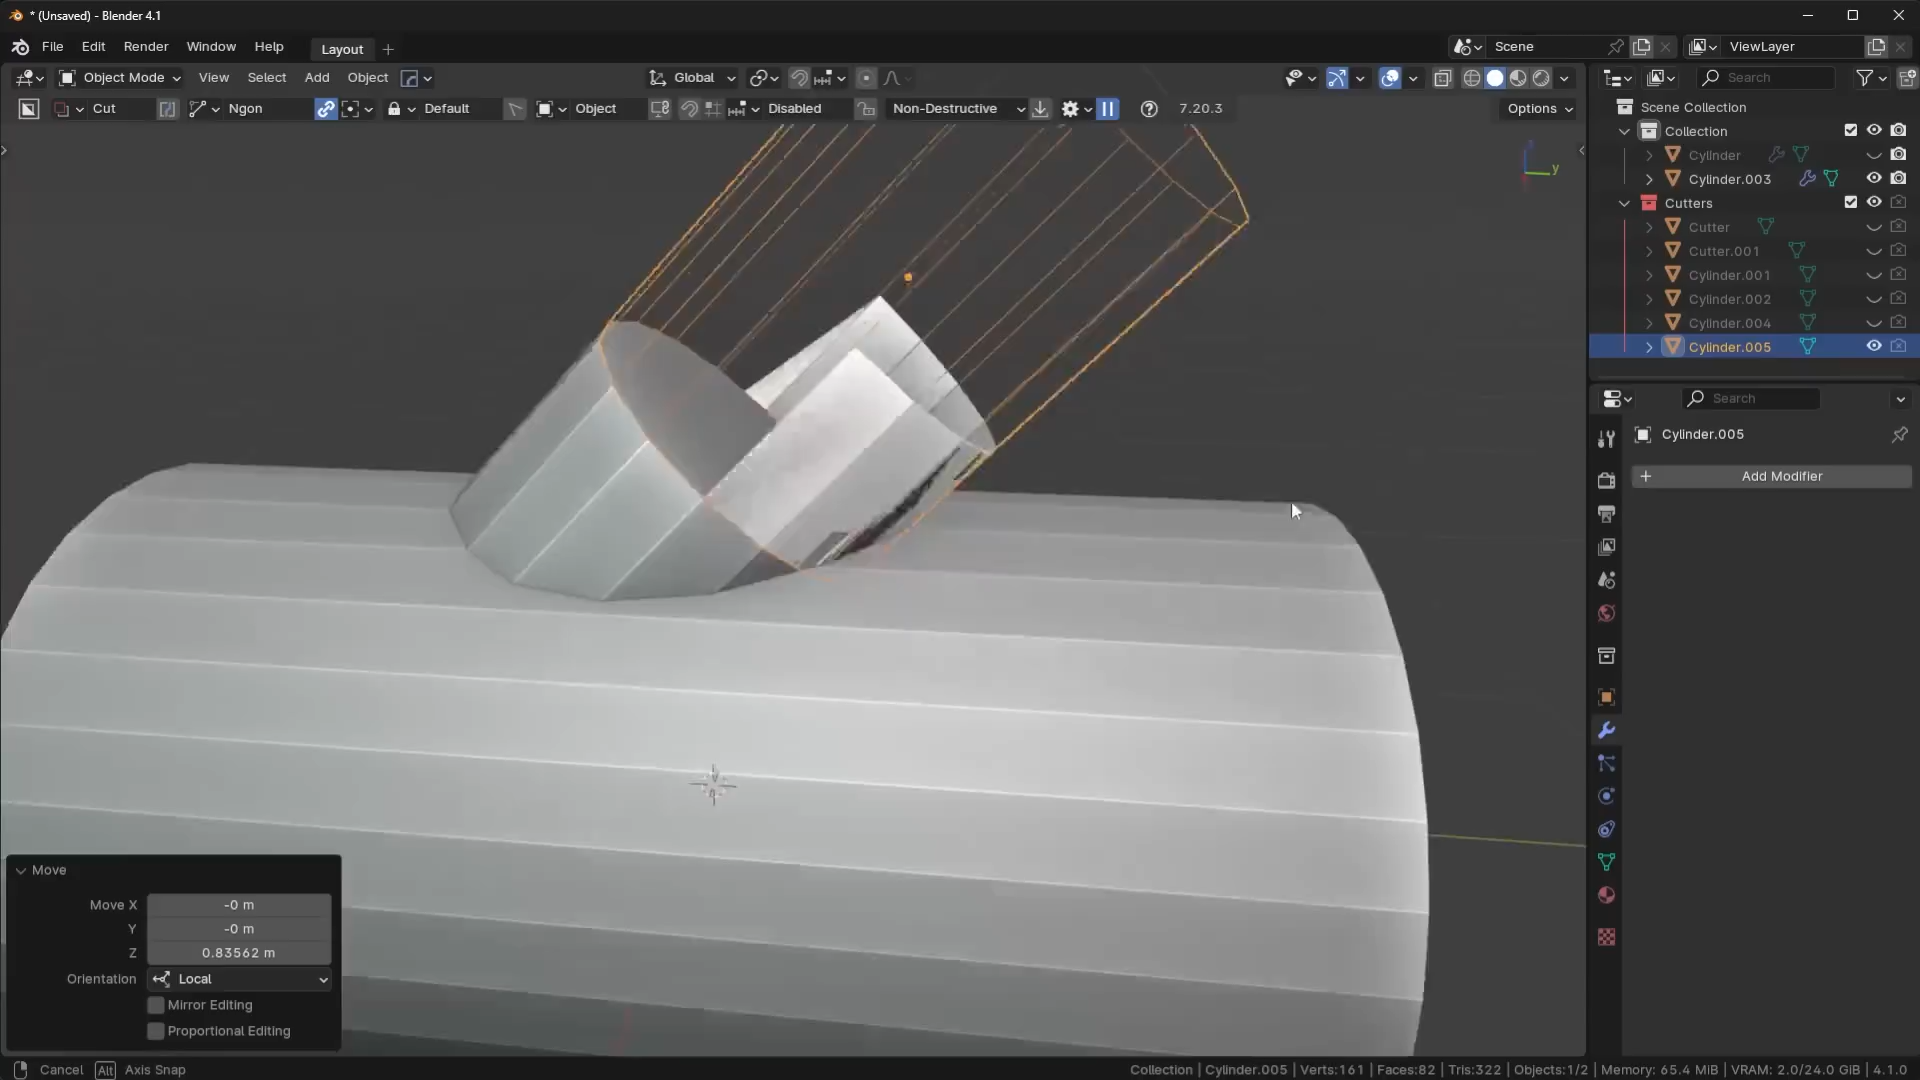 * (Unsaved) - Blender 4.1
File Edit Render Window Help
Layout
Scene
ViewLayer
Object Mode View Select Add Object
Global
Search
Cut
Ngon
Default
Object
Disabled
Non-Destructive
7.20.3
Options
Scene Collection
Collection
Cylinder
Cylinder.003
Cutters
Cutter
Cutter.001
Cylinder.001
Cylinder.002
Cylinder.004
Cylinder.005
y
Search
Cylinder.005
Add Modifier
Move
Move X -0 m
Y -0 m
Z 0.83562 m
Orientation Local
Mirror Editing
Proportional Editing
Cancel Alt Axis Snap
Collection | Cylinder.005 | Verts:161 | Faces:82 | Tris:322 | Objects:1/2 | Memory: 65.4 MiB | VRAM: 2.0/24.0 GiB | 4.1.0